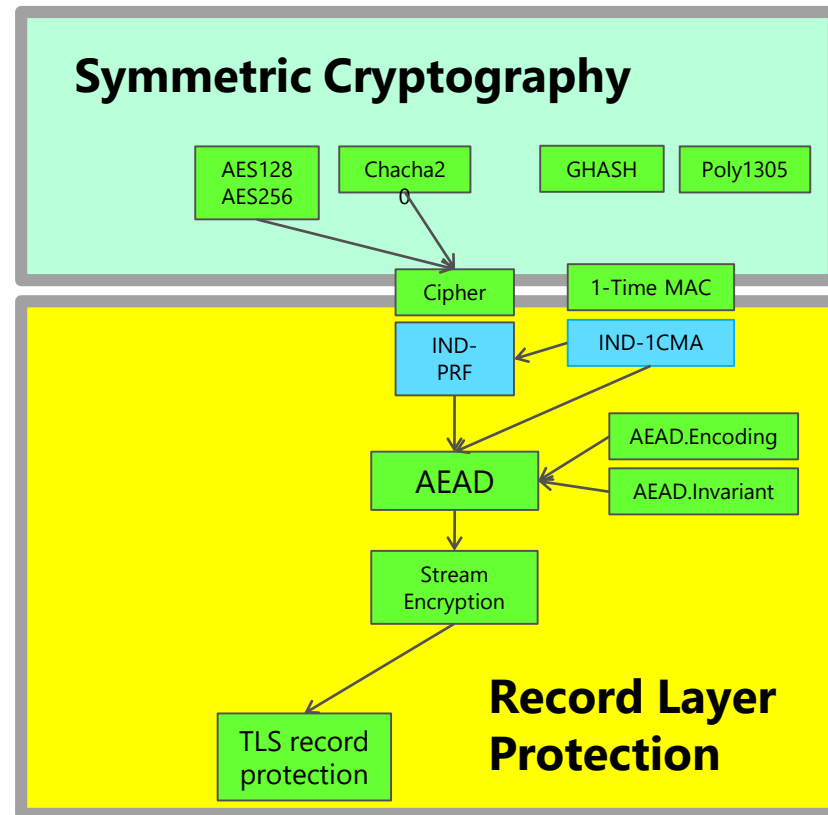 Symmetric Cryptography
AES128
AES256
Chacha2
0
GHASH
Poly1305
Cipher
1-Time MAC
IND-
PRF
IND-1CMA
AEAD.Encoding
AEAD
AEAD.Invariant
Stream
Encryption
Record Layer
Protection
TLS record
protection